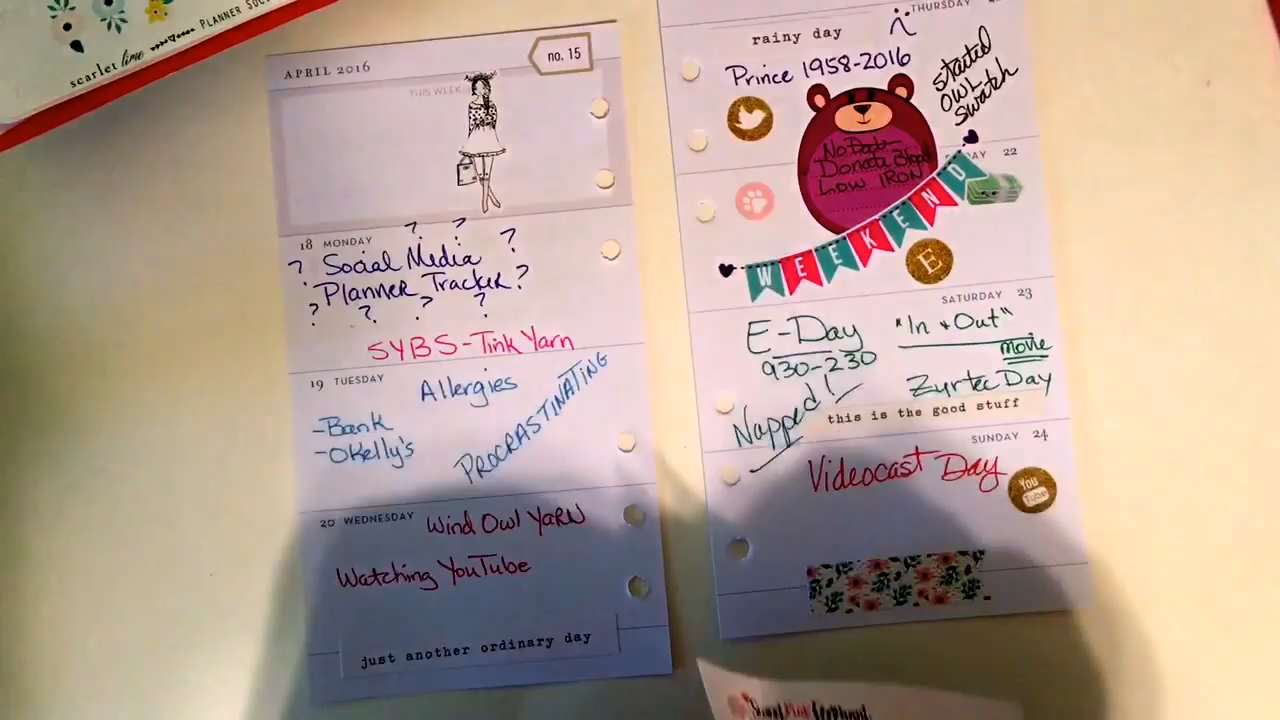 scarlet lime
PLANNER
APRIL 2016
no. 15
THIS WEEK
18 MONDAY
? ? ?
? Social Media
Planner Tracker?
? ? ? ?
SYBS-Tink Yarn
19 TUESDAY
Allergies
-Bank
-OKelly's
PROCRASTINATING
20 WEDNESDAY
Wind Owl YARN
Watching YouTube
just another ordinary day
THURSDAY
rainy day
Prince 1958-2016
started
OWL
swatch
22
Donate Blood
Low IRON
WEEKEND
E
SATURDAY 23
E-Day
930-230
"In & Out"
movie
Zyrtec Day
Napped!
this is the good stuff
SUNDAY 24
Videocast Day
You
Tube